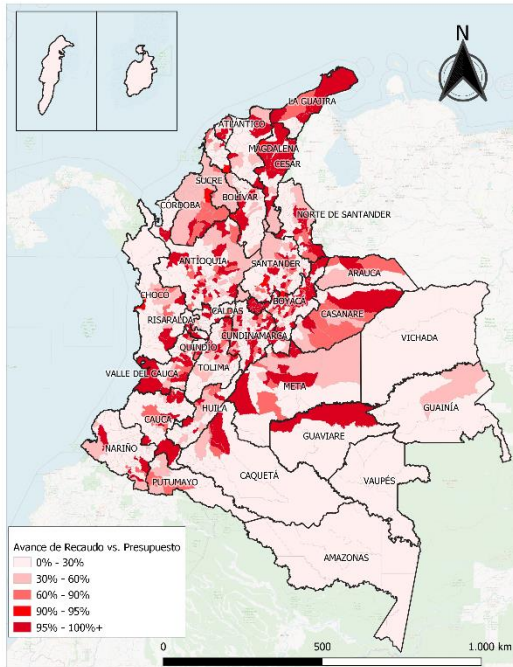 N
LA GUAJIRA
ATLÁNTICO
MAGDALENA
CESAR
SUCRE
BOLÍVAR
CÓRDOBA
NORTE DE SANTANDER
ANTIOQUIA
SANTANDER
ARAUCA
CHOCÓ
BOYACÁ
CASANARE
RISARALDA
CALDAS
CUNDINAMARCA
VICHADA
QUINDÍO
VALLE DEL CAUCA
TOLIMA
META
GUAINÍA
HUILA
CAUCA
GUAVIARE
NARIÑO
CAQUETÁ
VAUPÉS
PUTUMAYO
AMAZONAS
Avance de Recaudo vs. Presupuesto
0% - 30%
30% - 60%
60% - 90%
90% - 95%
95% - 100%+
0 500 1.000 km